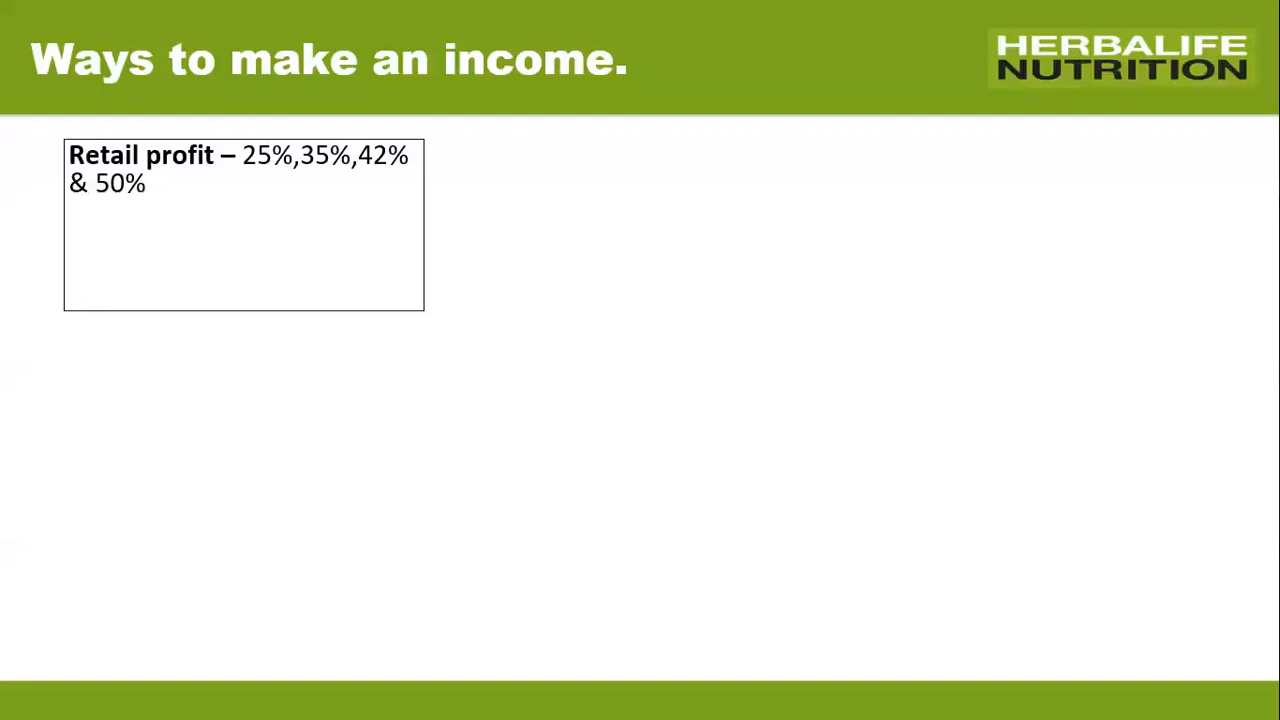 Ways to make an income.
HERBALIFE
NUTRITION
Retail profit – 25%,35%,42%
& 50%